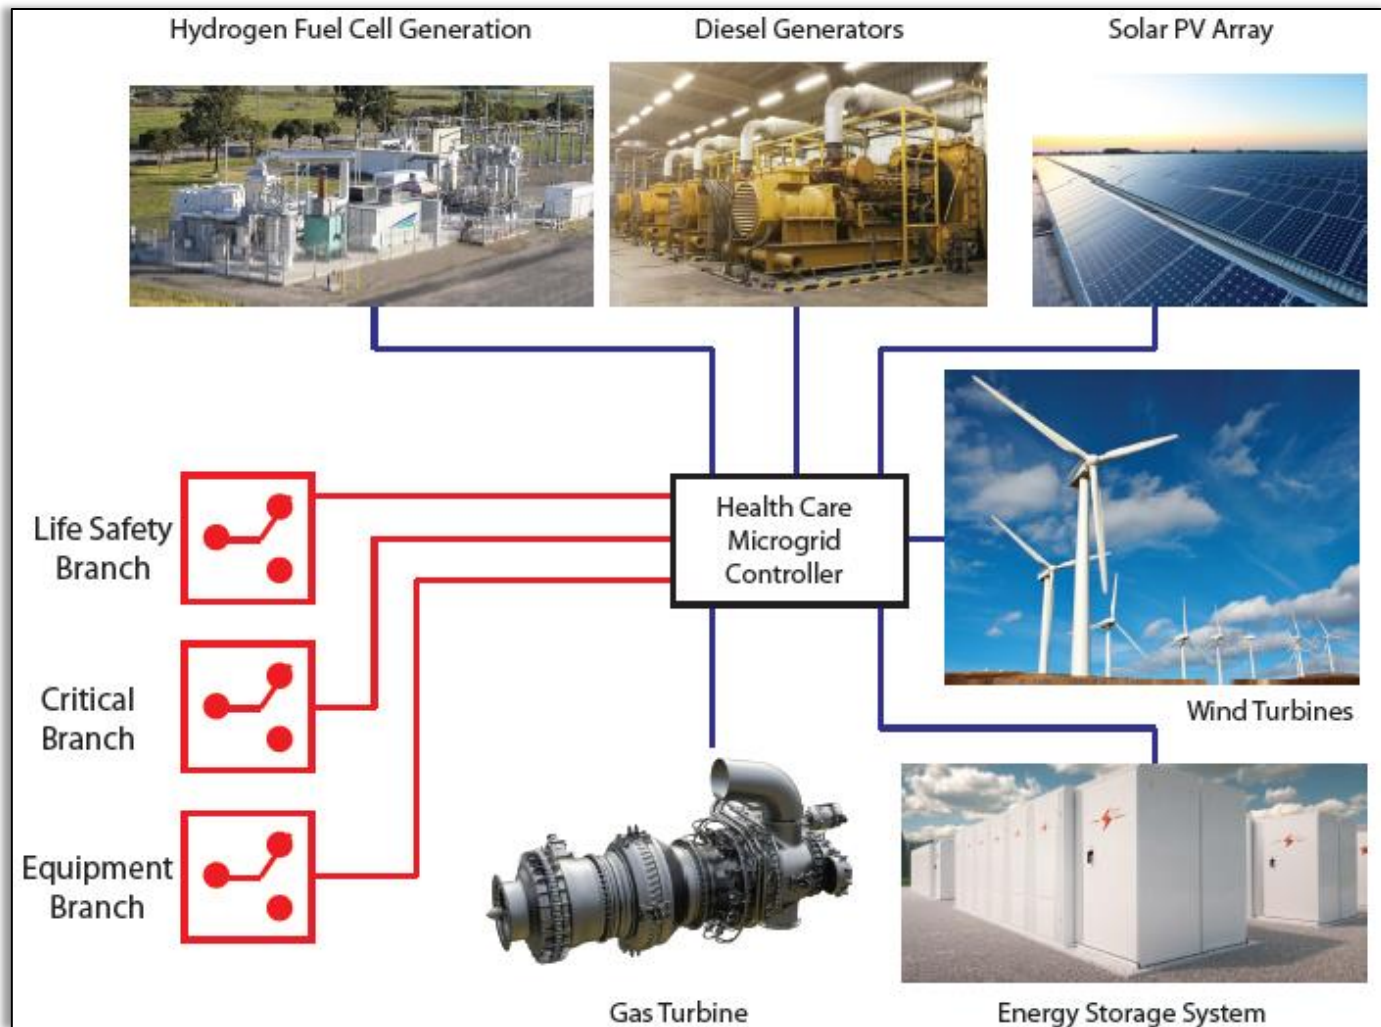 Hydrogen Fuel Cell Generation
Diesel Generators
Solar PV Array
Life Safety
Branch
Health Care
Microgrid
Controller
Critical
Branch
Wind Turbines
Equipment
Branch
Gas Turbine
Energy Storage System